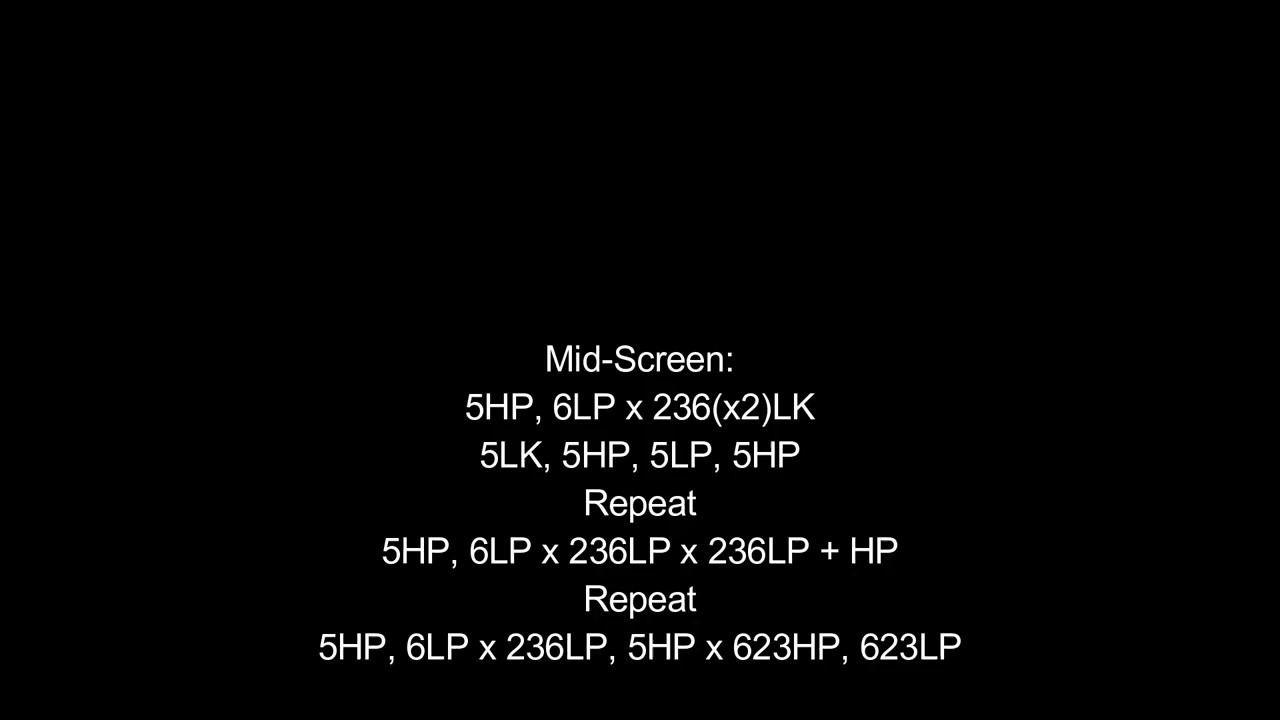 Mid-Screen:
5HP, 6LP x 236(x2)LK
5LK, 5HP, 5LP, 5HP
Repeat
5HP, 6LP x 236LP x 236LP + HP
Repeat
5HP, 6LP x 236LP, 5HP x 623HP, 623LP